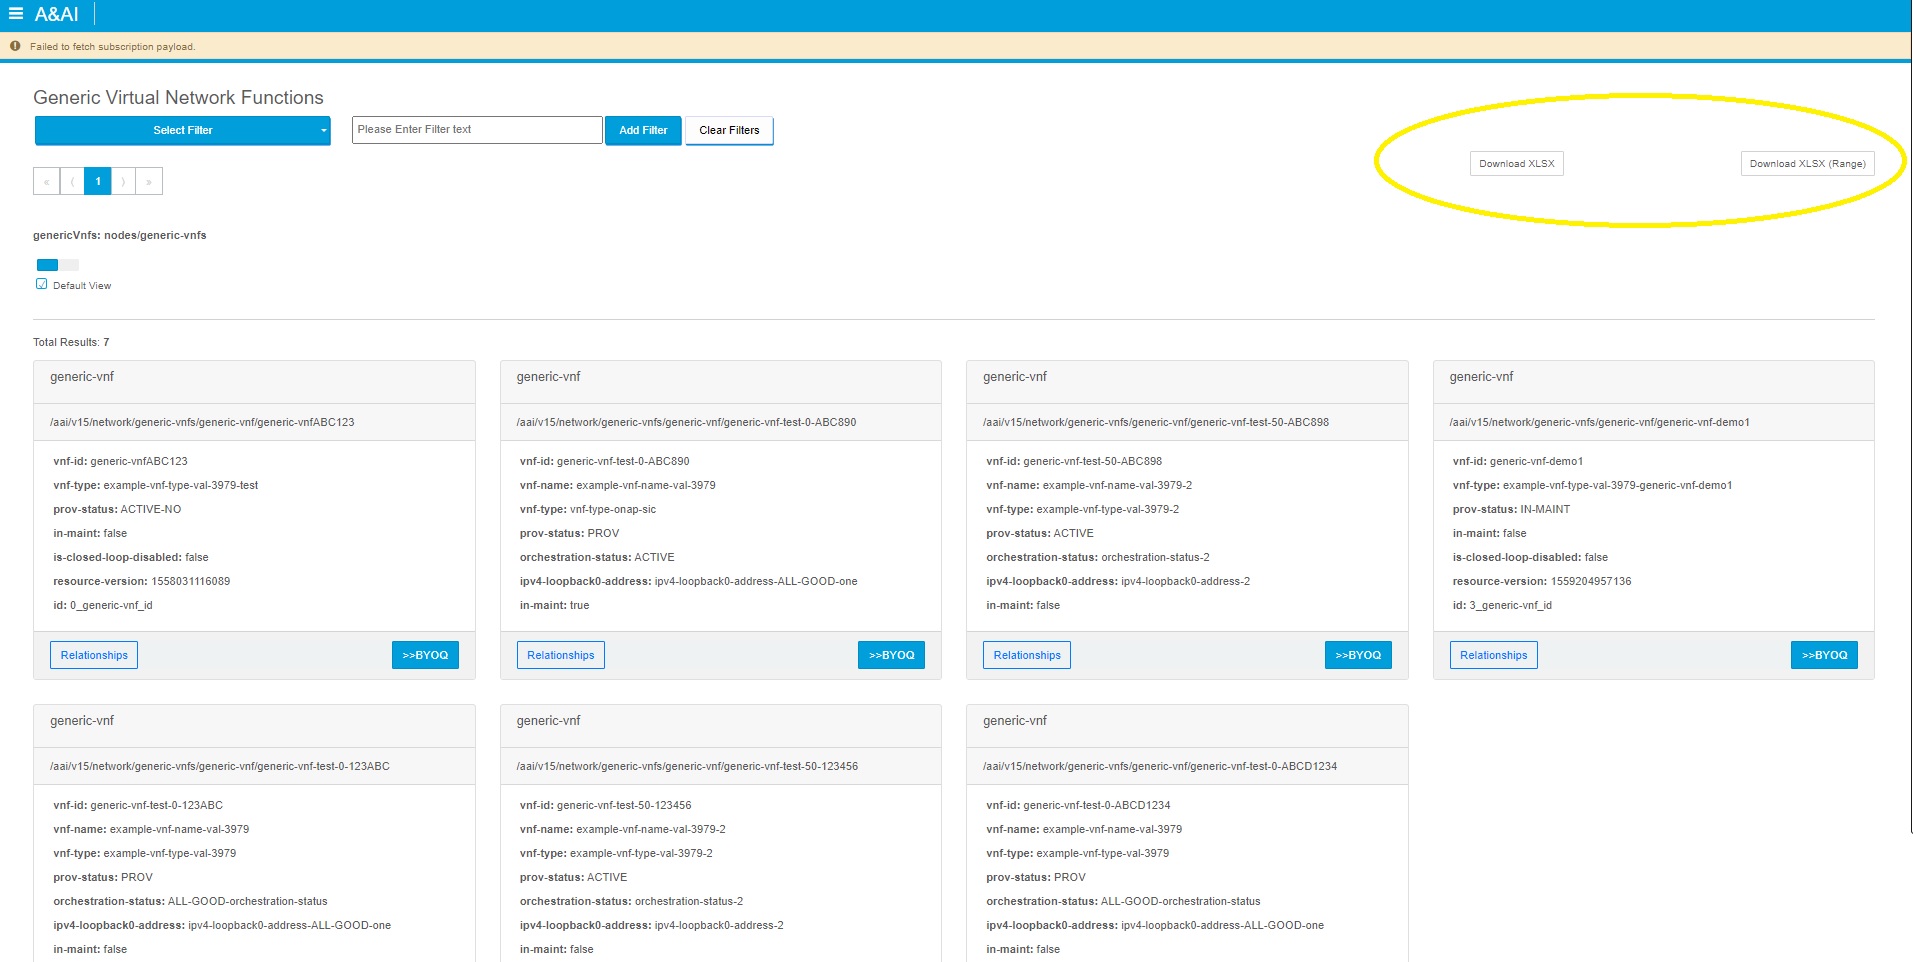 A&AI
Failed to fetch subscription payload.
Generic Virtual Network Functions
Select Filter
Please Enter Filter text
Add Filter
Clear Filters
Download XLSX
Download XLSX (Range)
« ⟨ 1 ⟩ »
genericVnfs: nodes/generic-vnfs
Default View
Total Results: 7
generic-vnf
/aai/v15/network/generic-vnfs/generic-vnf/generic-vnfABC123
vnf-id: generic-vnfABC123
vnf-type: example-vnf-type-val-3979-test
prov-status: ACTIVE-NO
in-maint: false
is-closed-loop-disabled: false
resource-version: 1558031116089
id: 0_generic-vnf_id
Relationships
>>BYOQ
generic-vnf
/aai/v15/network/generic-vnfs/generic-vnf/generic-vnf-test-0-ABC890
vnf-id: generic-vnf-test-0-ABC890
vnf-name: example-vnf-name-val-3979
vnf-type: vnf-type-onap-sic
prov-status: PROV
orchestration-status: ACTIVE
ipv4-loopback0-address: ipv4-loopback0-address-ALL-GOOD-one
in-maint: true
Relationships
>>BYOQ
generic-vnf
/aai/v15/network/generic-vnfs/generic-vnf/generic-vnf-test-50-ABC898
vnf-id: generic-vnf-test-50-ABC898
vnf-name: example-vnf-name-val-3979-2
vnf-type: example-vnf-type-val-3979-2
prov-status: ACTIVE
orchestration-status: orchestration-status-2
ipv4-loopback0-address: ipv4-loopback0-address-2
in-maint: false
Relationships
>>BYOQ
generic-vnf
/aai/v15/network/generic-vnfs/generic-vnf/generic-vnf-demo1
vnf-id: generic-vnf-demo1
vnf-type: example-vnf-type-val-3979-generic-vnf-demo1
prov-status: IN-MAINT
in-maint: false
is-closed-loop-disabled: false
resource-version: 1559204957136
id: 3_generic-vnf_id
Relationships
>>BYOQ
generic-vnf
/aai/v15/network/generic-vnfs/generic-vnf/generic-vnf-test-0-123ABC
vnf-id: generic-vnf-test-0-123ABC
vnf-name: example-vnf-name-val-3979
vnf-type: example-vnf-type-val-3979
prov-status: PROV
orchestration-status: ALL-GOOD-orchestration-status
ipv4-loopback0-address: ipv4-loopback0-address-ALL-GOOD-one
in-maint: false
generic-vnf
/aai/v15/network/generic-vnfs/generic-vnf/generic-vnf-test-50-123456
vnf-id: generic-vnf-test-50-123456
vnf-name: example-vnf-name-val-3979-2
vnf-type: example-vnf-type-val-3979-2
prov-status: ACTIVE
orchestration-status: orchestration-status-2
ipv4-loopback0-address: ipv4-loopback0-address-2
in-maint: false
generic-vnf
/aai/v15/network/generic-vnfs/generic-vnf/generic-vnf-test-0-ABCD1234
vnf-id: generic-vnf-test-0-ABCD1234
vnf-name: example-vnf-name-val-3979
vnf-type: example-vnf-type-val-3979
prov-status: PROV
orchestration-status: ALL-GOOD-orchestration-status
ipv4-loopback0-address: ipv4-loopback0-address-ALL-GOOD-one
in-maint: false